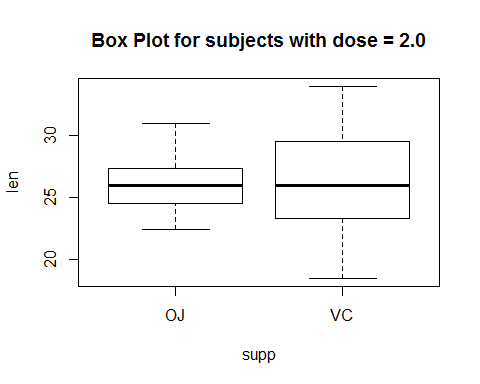 Box Plot for subjects with dose = 2.0
len
30
25
20
OJ
VC
supp